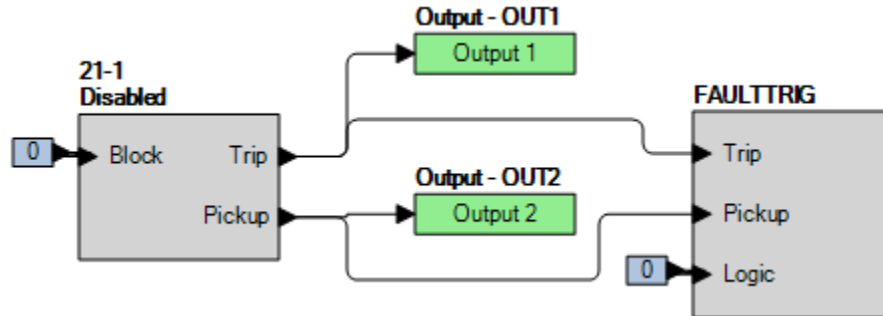 Output - OUT1
Output 1
21-1
Disabled
FAULTTRIG
0
Block
Trip
Trip
Output - OUT2
Pickup
Output 2
Pickup
0
Logic